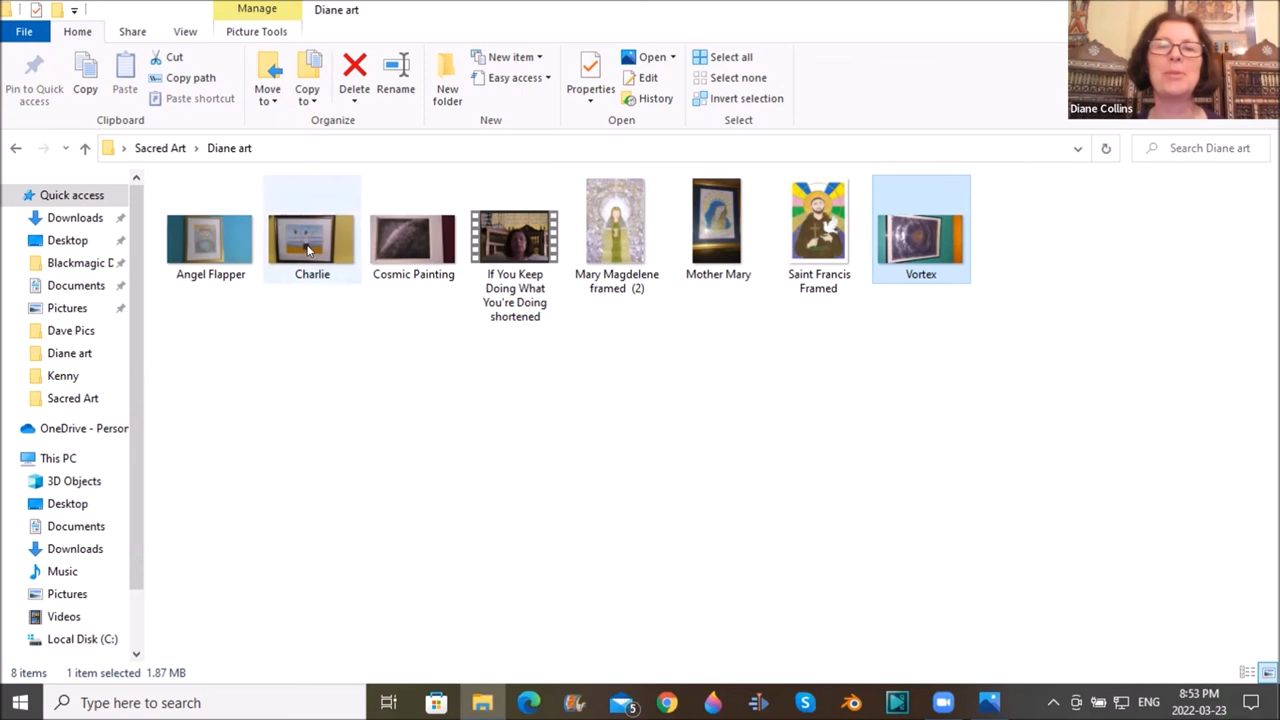 Manage
Diane art
File
Home
Share
View
Picture Tools
Pin to Quick
access
Copy
Paste
Cut
Copy path
Paste shortcut
Clipboard
Move
to
Copy
to
Delete
Rename
Organize
New
folder
New item
Easy access
New
Properties
Open
Edit
History
Open
Select all
Select none
Invert selection
Select
Diane Collins
Sacred Art > Diane art
Search Diane art
Quick access
Downloads
Desktop
Blackmagic D
Documents
Pictures
Dave Pics
Diane art
Kenny
Sacred Art
OneDrive - Person
This PC
3D Objects
Desktop
Documents
Downloads
Music
Pictures
Videos
Local Disk (C:)
Angel Flapper
Charlie
Cosmic Painting
If You Keep
Doing What
You're Doing
shortened
Mary Magdelene
framed (2)
Mother Mary
Saint Francis
Framed
Vortex
8 items
1 item selected 1.87 MB
Type here to search
5
ENG
8:53 PM
2022-03-23